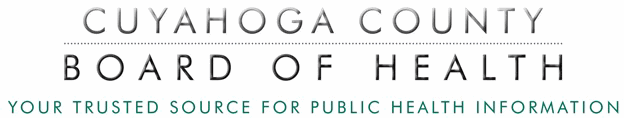 CUYAHOGA COUNTY
BOARD OF HEALTH
YOUR TRUSTED SOURCE FOR PUBLIC HEALTH INFORMATION